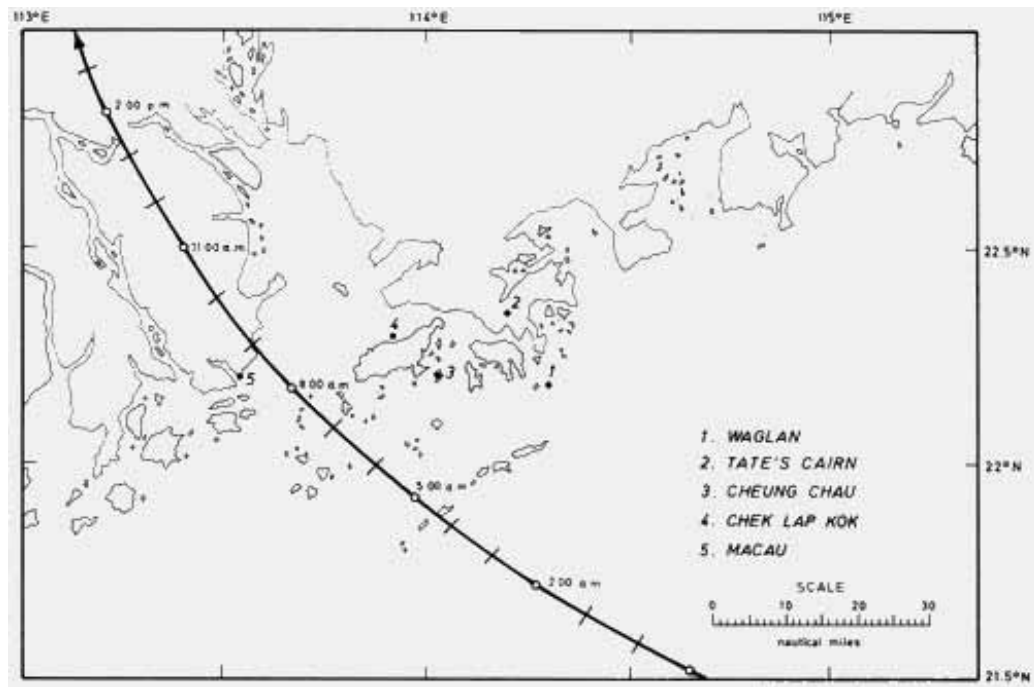 113°E
114°E
115°E
2.00 p.m
11.00 a.m
22.5°N
2
4
3
1
5
8.00 a.m
1. WAGLAN
2. TATE'S CAIRN
22°N
3. CHEUNG CHAU
5.00 a.m
4. CHEK LAP KOK
5. MACAU
2.00 a.m
SCALE
0 10 20 30
nautical miles
21.5°N